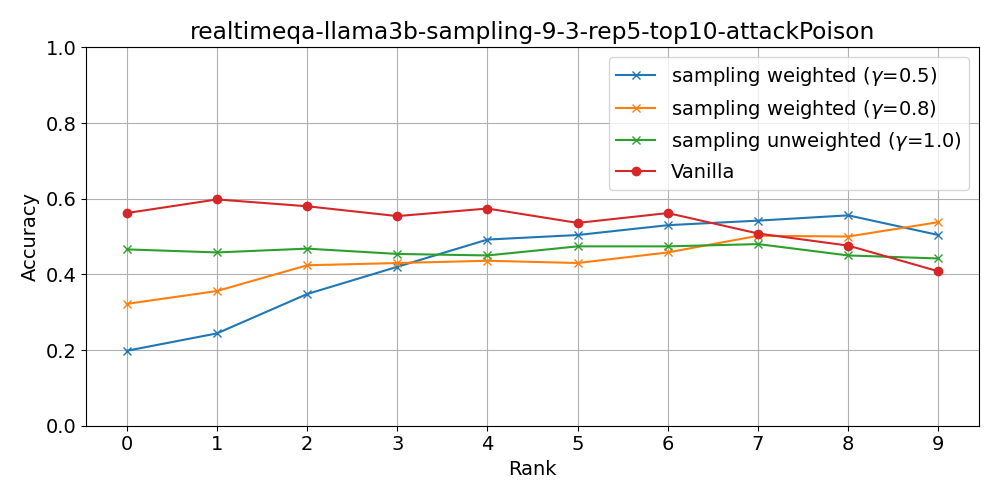 realtimeqa-llama3b-sampling-9-3-rep5-top10-attackPoison
1.0
0.8
0.6
0.4
0.2
0.0
Accuracy
sampling weighted (γ=0.5)
sampling weighted (γ=0.8)
sampling unweighted (γ=1.0)
Vanilla
0 1 2 3 4 5 6 7 8 9
Rank